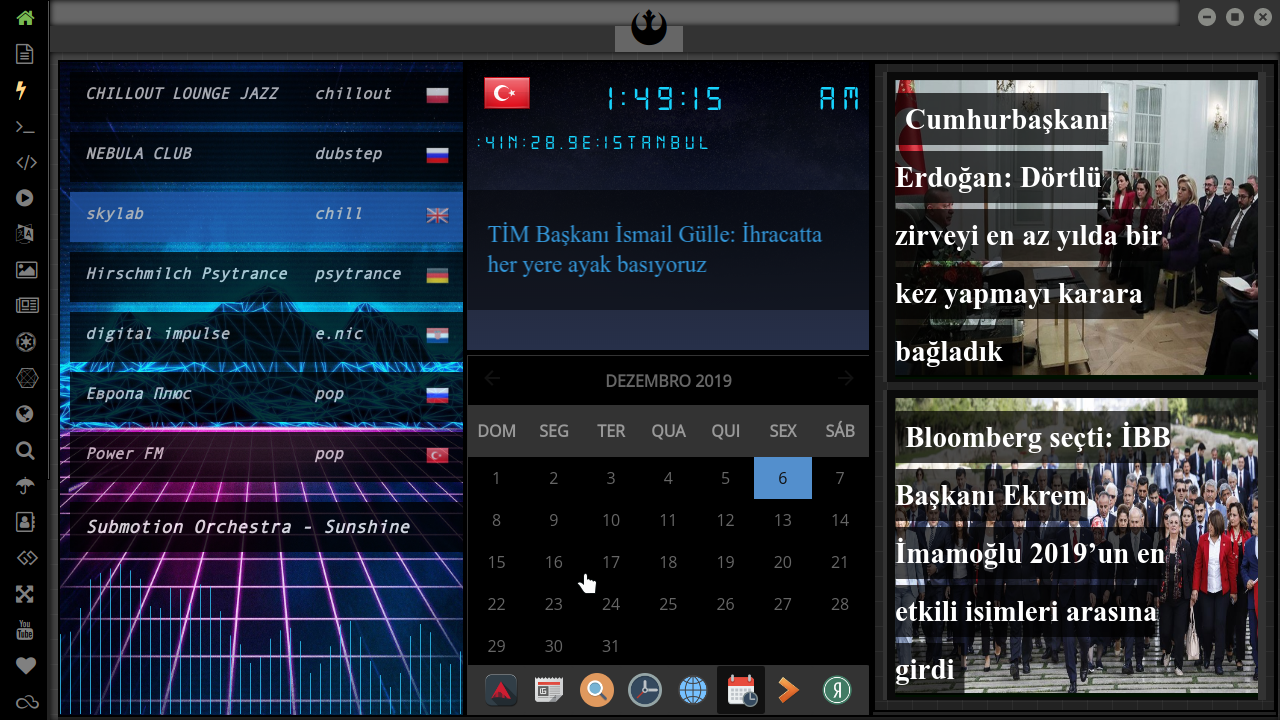 CHILLOUT LOUNGE JAZZ chillout
NEBULA CLUB dubstep
skylab chill
Hirschmilch Psytrance psytrance
digital impulse e.nic
Европа Плюс pop
Power FM pop
Submotion Orchestra - Sunshine
1:49:15 AM
:41N:28.9E:ISTANBUL
TİM Başkanı İsmail Gülle: İhracatta
her yere ayak basıyoruz
DEZEMBRO 2019
DOM SEG TER QUA QUI SEX SÁB
1 2 3 4 5 6 7
8 9 10 11 12 13 14
15 16 17 18 19 20 21
22 23 24 25 26 27 28
29 30 31
Cumhurbaşkanı
Erdoğan: Dörtlü
zirveyi en az yılda bir
kez yapmayı karara
bağladık
Bloomberg seçti: İBB
Başkanı Ekrem
İmamoğlu 2019’un en
etkili isimleri arasına
girdi
You
Tube
Я